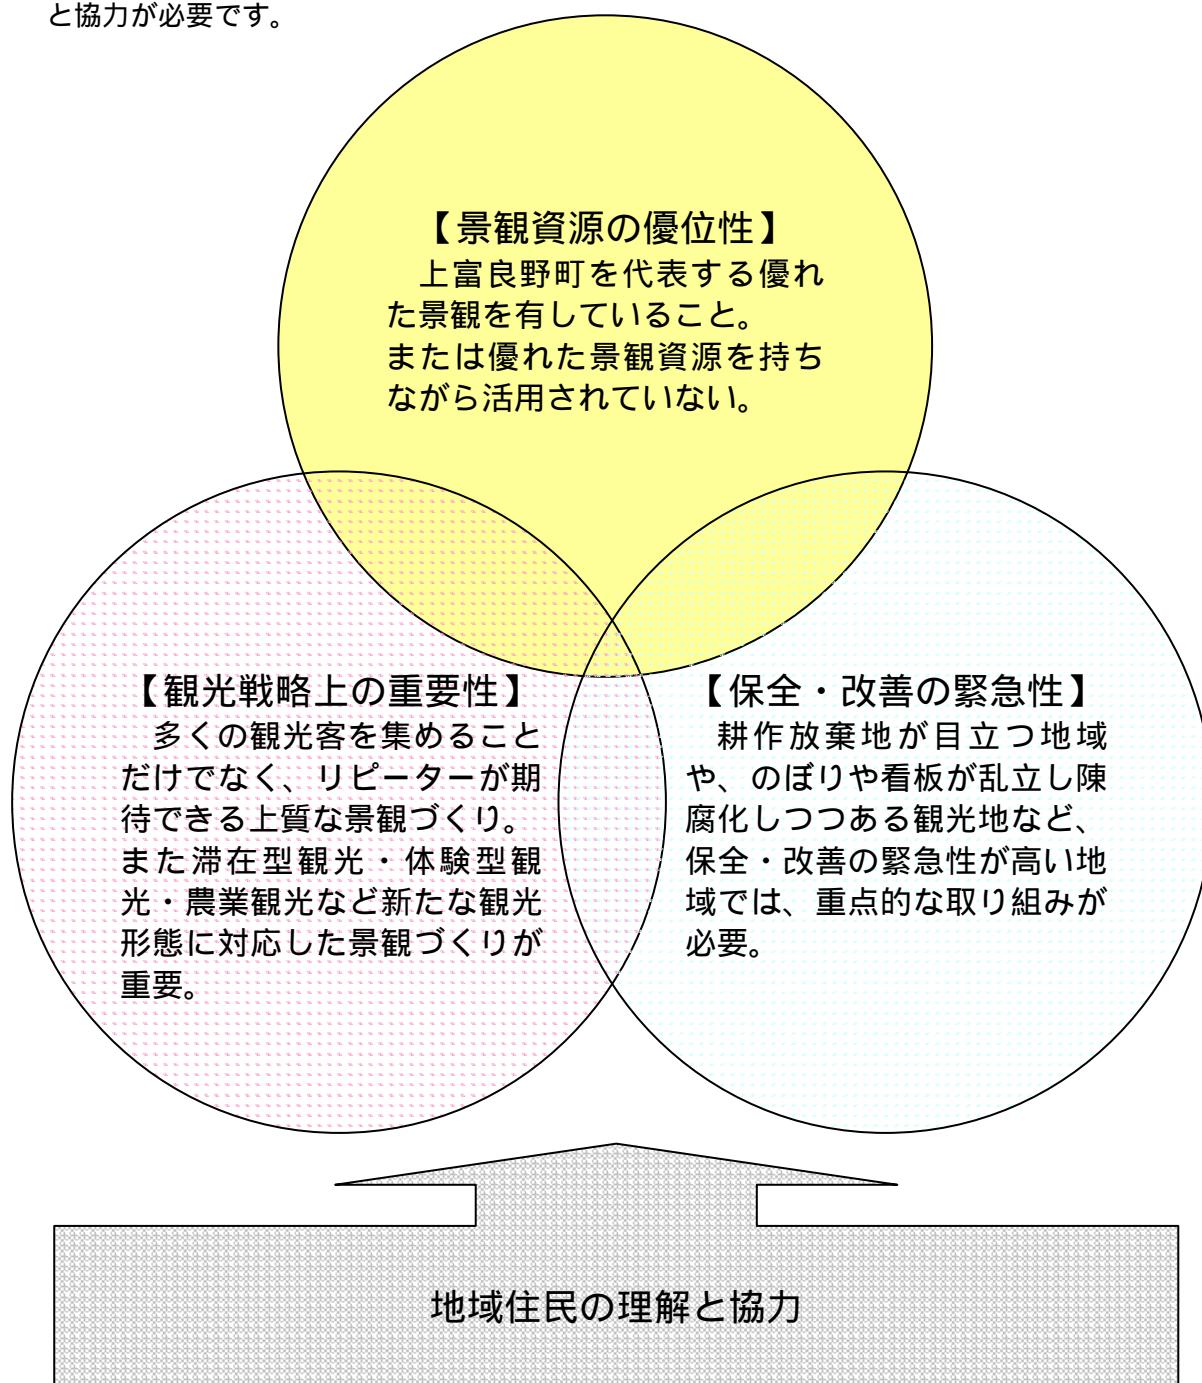 と協力が必要です。
【景観資源の優位性】
上富良野町を代表する優れ
た景観を有していること。
または優れた景観資源を持ち
ながら活用されていない。
【観光戦略上の重要性】
多くの観光客を集めること
だけでなく、リピーターが期
待できる上質な景観づくり。
また滞在型観光・体験型観
光・農業観光など新たな観光
形態に対応した景観づくりが
重要。
【保全・改善の緊急性】
耕作放棄地が目立つ地域
や、のぼりや看板が乱立し陳
腐化しつつある観光地など、
保全・改善の緊急性が高い地
域では、重点的な取り組みが
必要。
地域住民の理解と協力